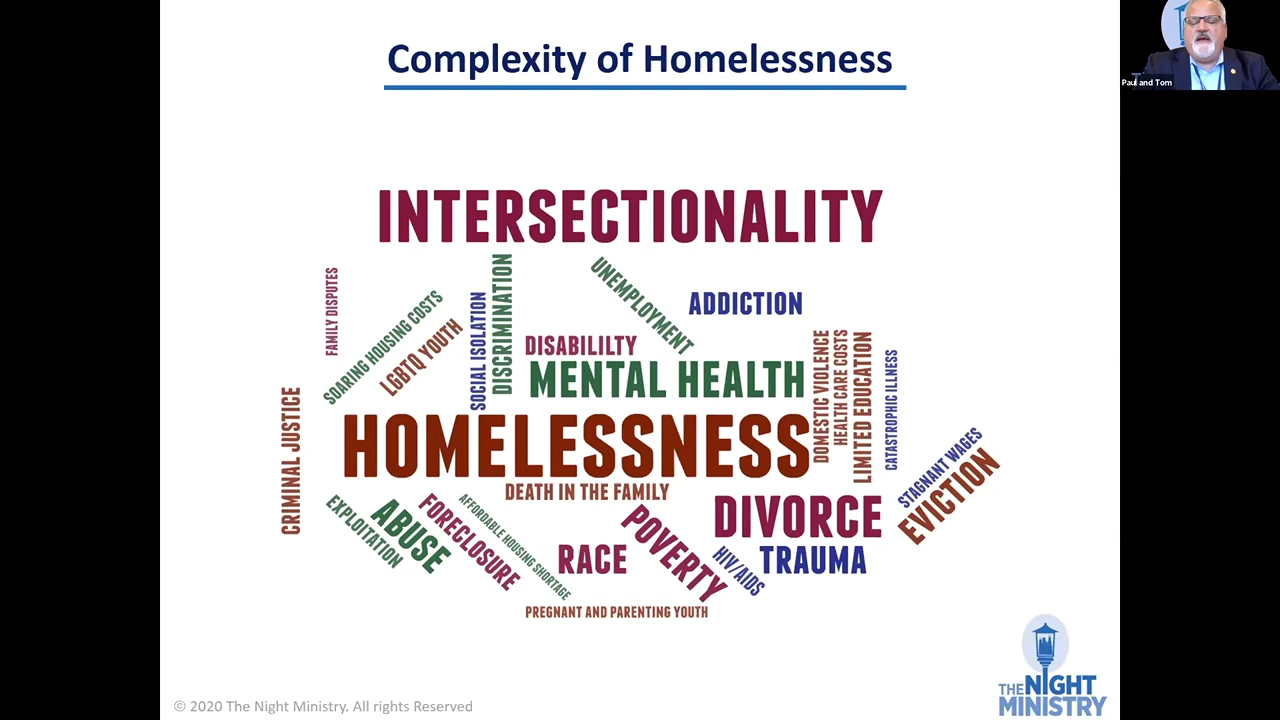 Complexity of Homelessness
Paul and Tom
INTERSECTIONALITY
FAMILY DISPUTES
SOARING HOUSING COSTS
LGBTQ YOUTH
SOCIAL ISOLATION
DISCRIMINATION
UNEMPLOYMENT
ADDICTION
DISABILILTY
MENTAL HEALTH
DOMESTIC VIOLENCE
HEALTH CARE COSTS
LIMITED EDUCATION
CATASTROPHIC ILLNESS
CRIMINAL JUSTICE
HOMELESSNESS
STAGNANT WAGES
EVICTION
DEATH IN THE FAMILY
EXPLOITATION
ABUSE
FORECLOSURE
AFFORDABLE HOUSING SHORTAGE
RACE
POVERTY
DIVORCE
HIV/AIDS
TRAUMA
PREGNANT AND PARENTING YOUTH
THE NIGHT
MINISTRY
© 2020 The Night Ministry. All rights Reserved